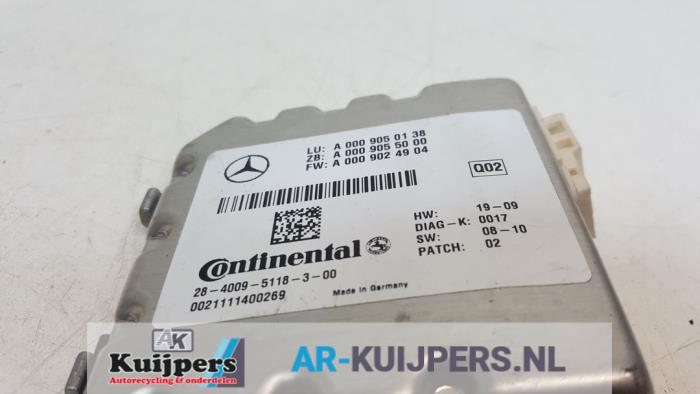 LU: A 000 905 01 38
ZB: A 000 905 50 00
FW: A 000 902 49 04
Q02
HW: 19-09
DIAG-K: 0017
SW: 08-10
PATCH: 02
Continental
28-4009-5118-3-00
0021111400269
Made in Germany
AK
Kuijpers
Autorecycling & onderdelen
AR-KUIJPERS.NL